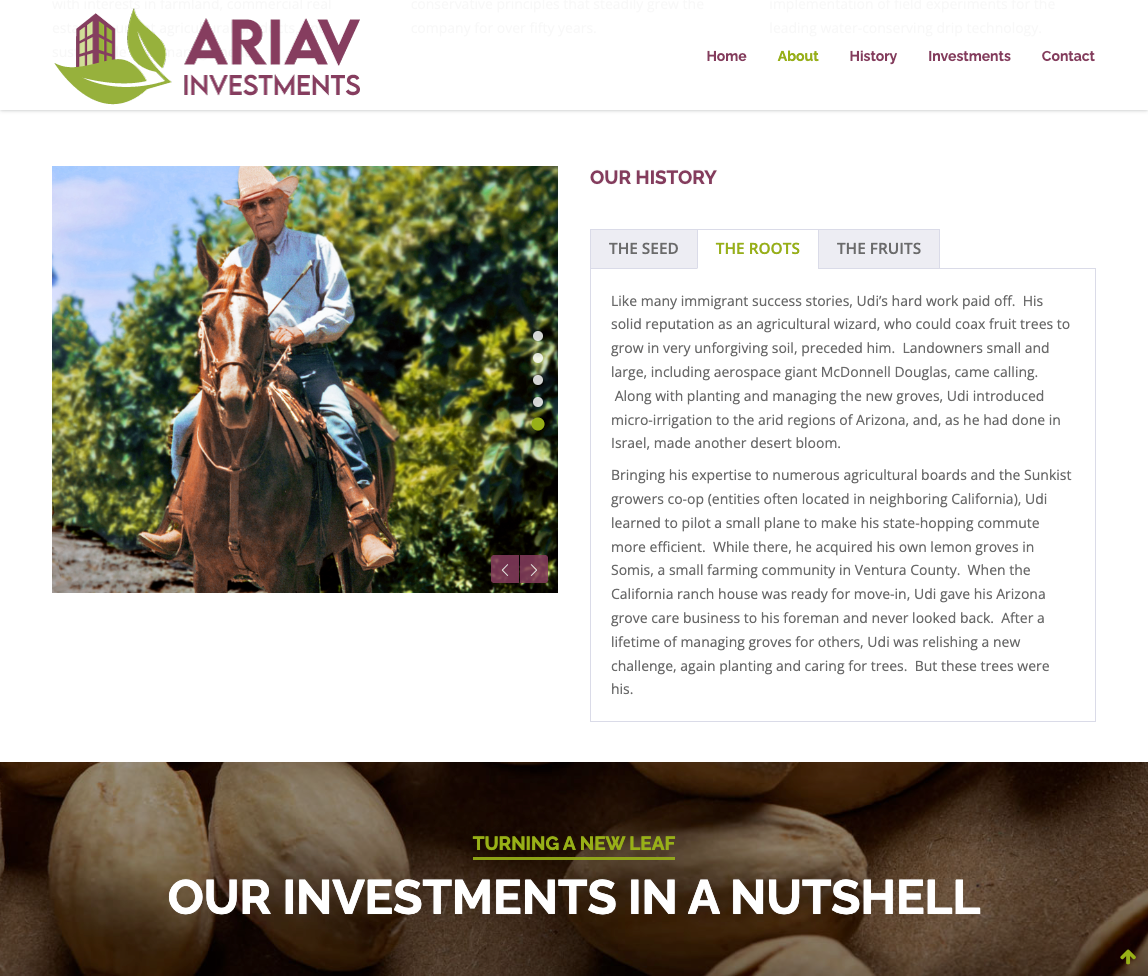 with interests in farmland, commercial real
conservative principles that steadily grew the
implementation of field experiments for the
company for over fifty years.
leading water-conserving drip technology.
ARIAV
INVESTMENTS
Home
About
History
Investments
Contact
OUR HISTORY
THE SEED
THE ROOTS
THE FRUITS
Like many immigrant success stories, Udi’s hard work paid off.  His
solid reputation as an agricultural wizard, who could coax fruit trees to
grow in very unforgiving soil, preceded him.  Landowners small and
large, including aerospace giant McDonnell Douglas, came calling.
Along with planting and managing the new groves, Udi introduced
micro-irrigation to the arid regions of Arizona, and, as he had done in
Israel, made another desert bloom.
Bringing his expertise to numerous agricultural boards and the Sunkist
growers co-op (entities often located in neighboring California), Udi
learned to pilot a small plane to make his state-hopping commute
more efficient.  While there, he acquired his own lemon groves in
Somis, a small farming community in Ventura County.  When the
California ranch house was ready for move-in, Udi gave his Arizona
grove care business to his foreman and never looked back.  After a
lifetime of managing groves for others, Udi was relishing a new
challenge, again planting and caring for trees.  But these trees were
his.
TURNING A NEW LEAF
OUR INVESTMENTS IN A NUTSHELL